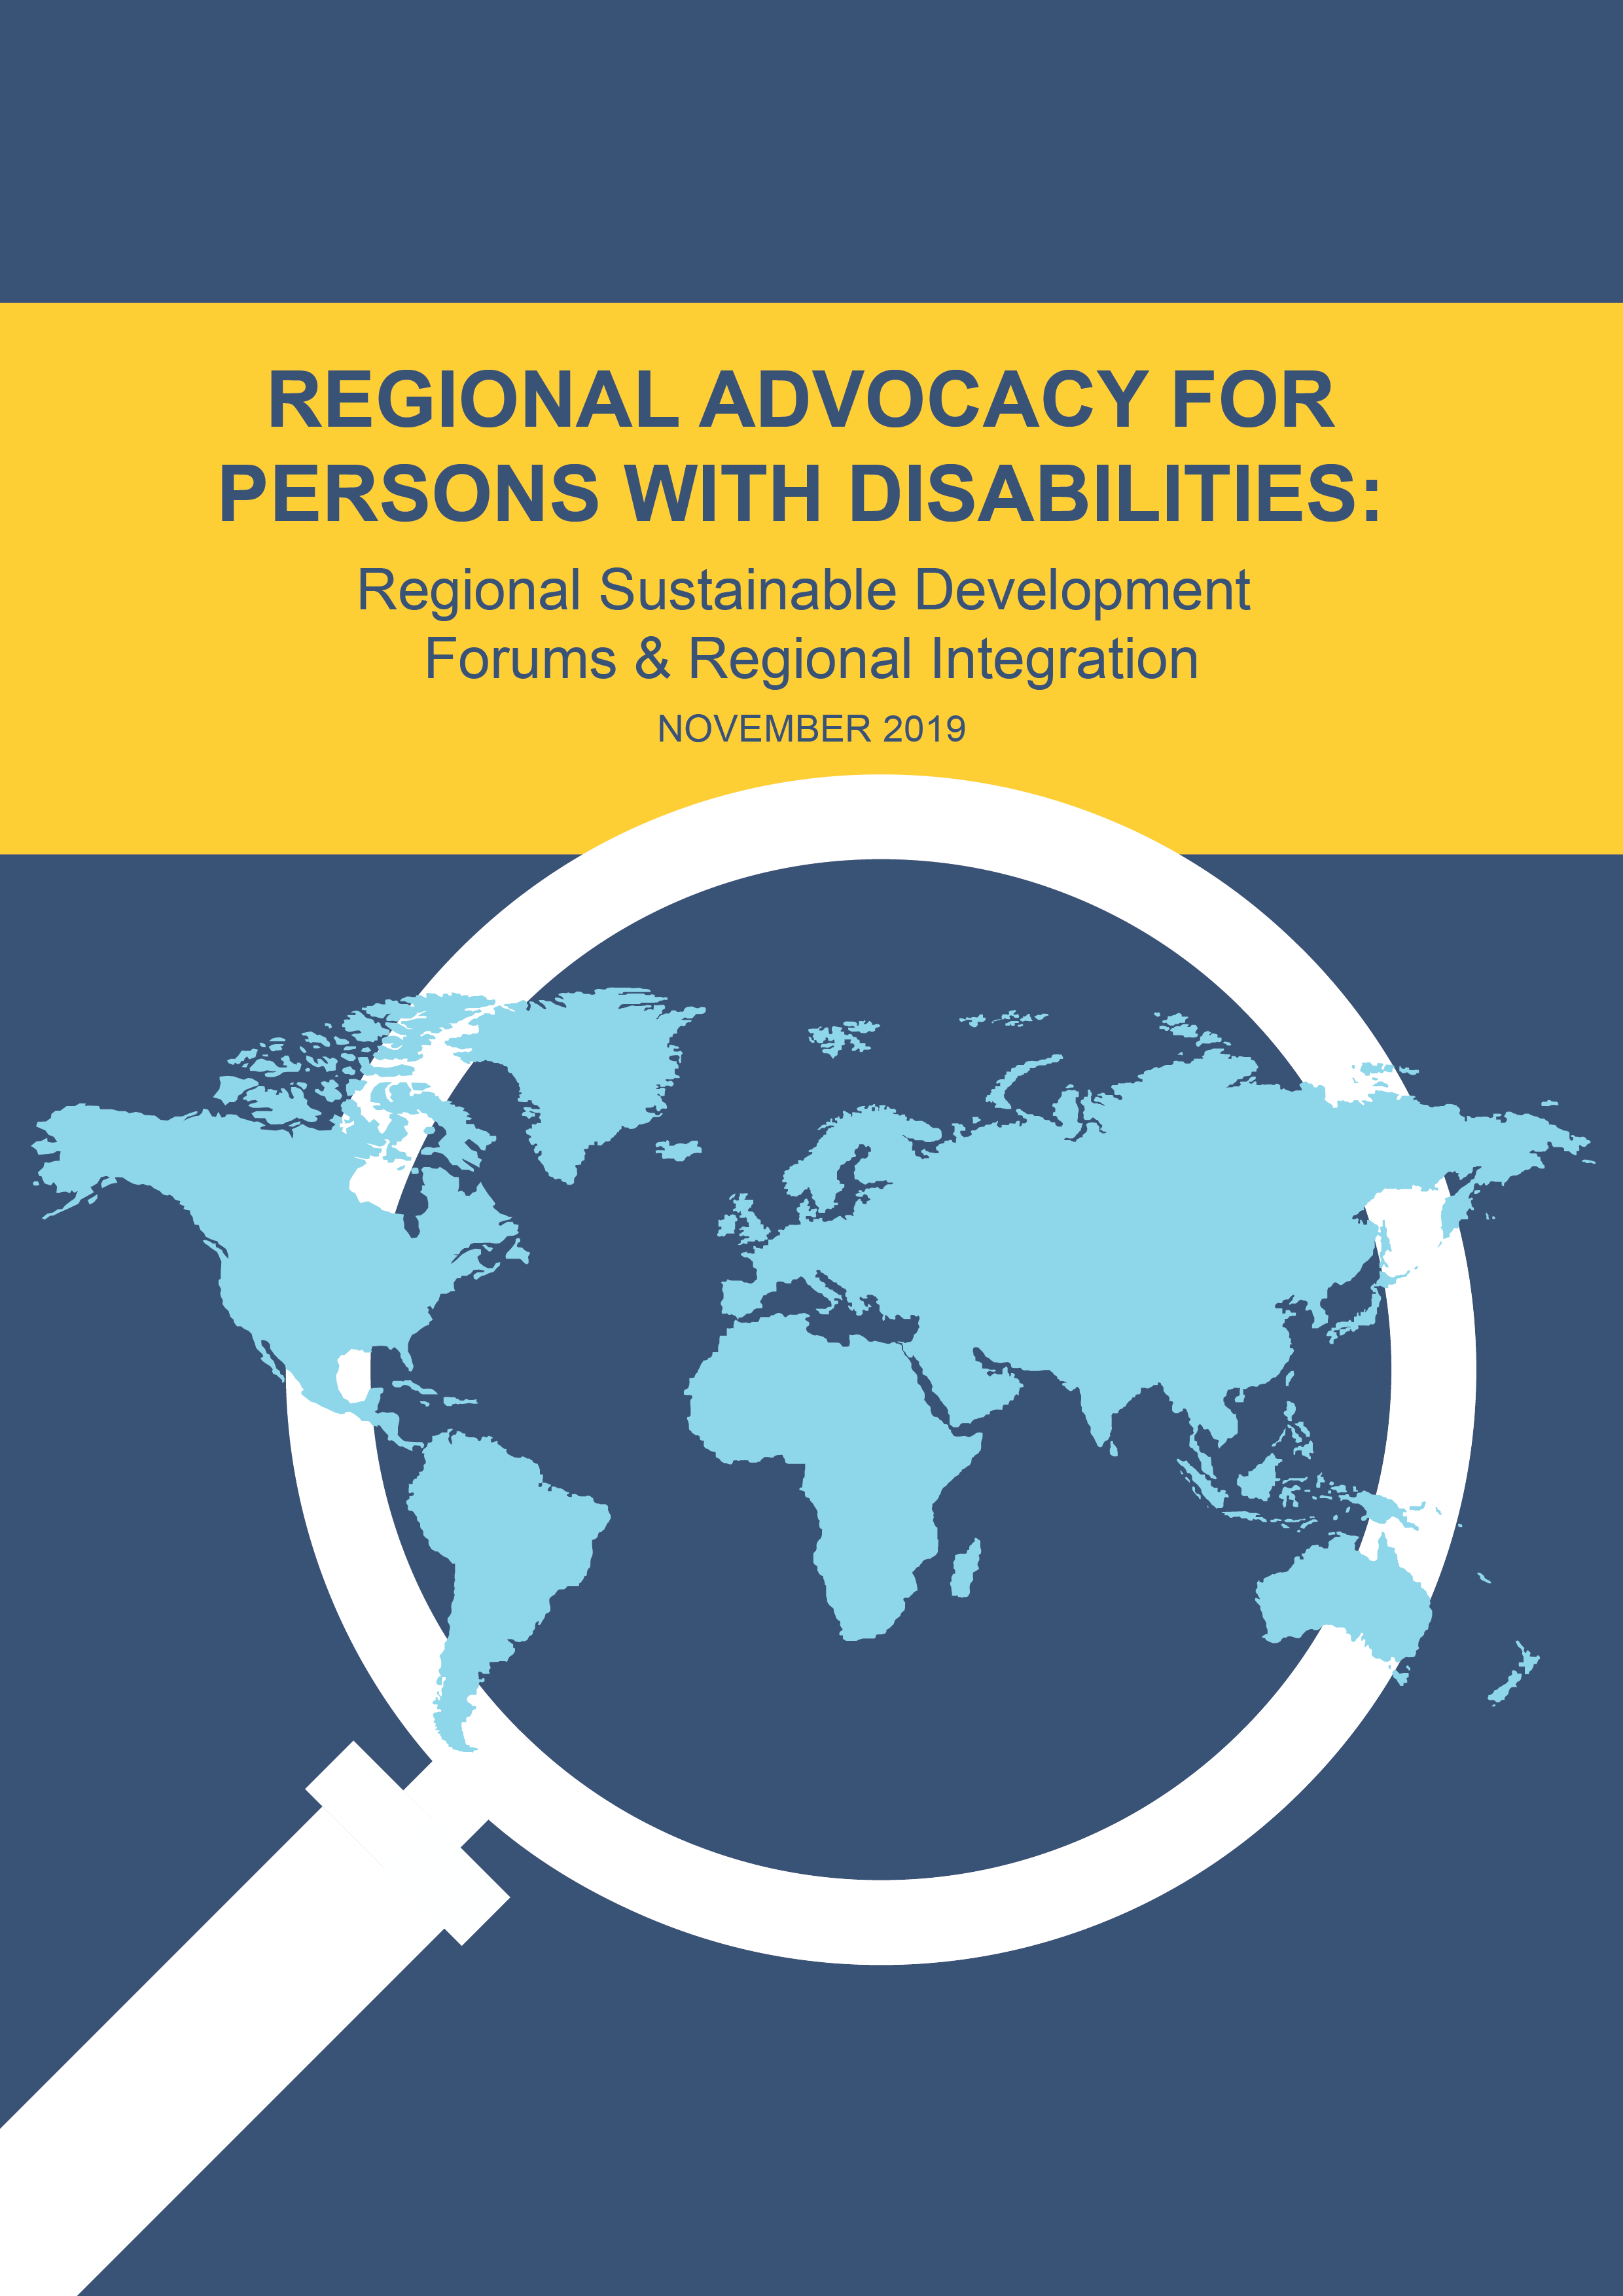 REGIONAL ADVOCACY FOR
PERSONS WITH DISABILITIES:
Regional Sustainable Development
Forums & Regional Integration
NOVEMBER 2019